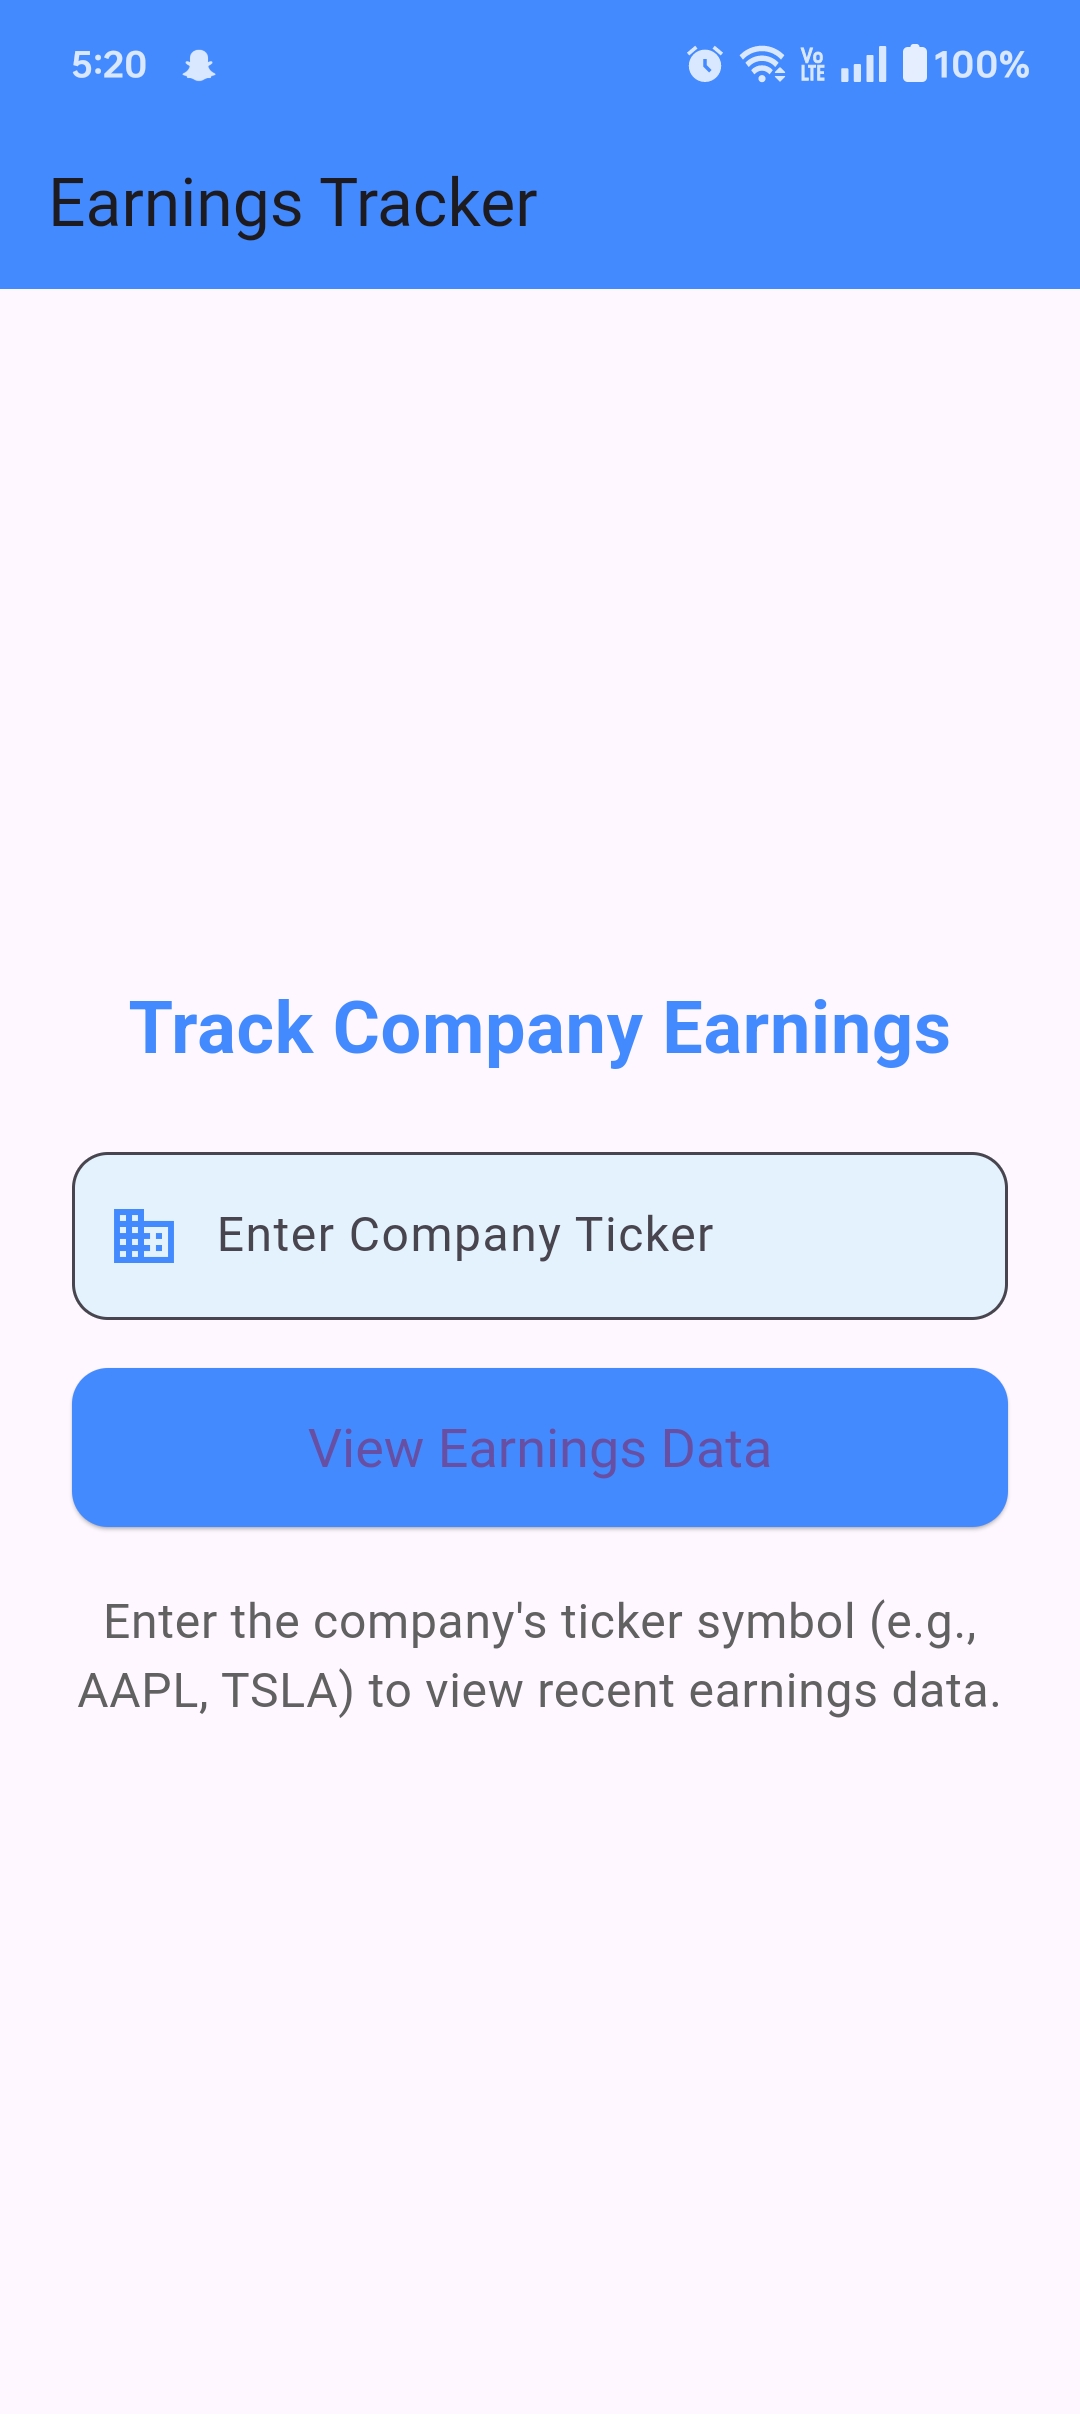 5:20 Vo LTE 100%
Earnings Tracker
Track Company Earnings
Enter Company Ticker
View Earnings Data
Enter the company's ticker symbol (e.g.,
AAPL, TSLA) to view recent earnings data.